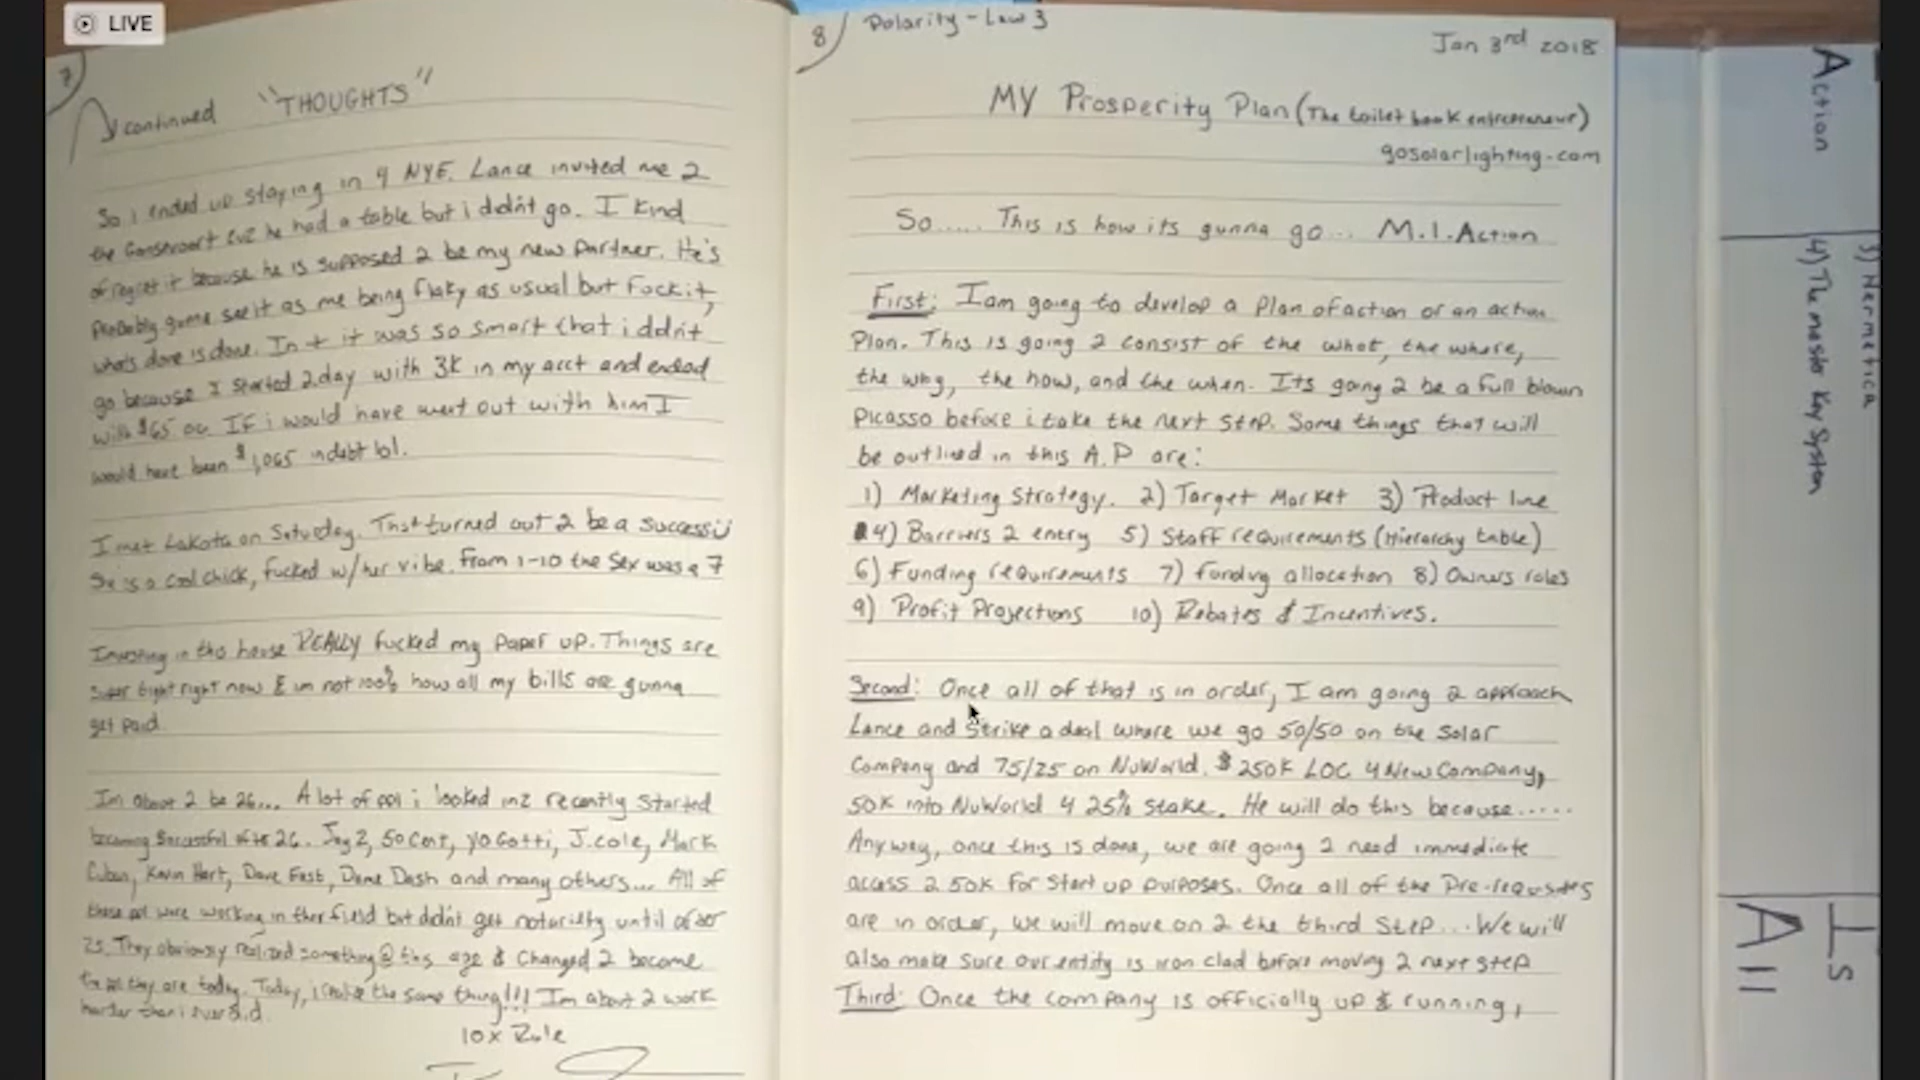 LIVE
7
continued "THOUGHTS"
So i ended up staying in 4 NYE. Lance invited me 2
the cuz he had a table but i didn't go. I kind
of regret it because he is supposed 2 be my new partner. He's
probably gunna see it as me being flaky as usual but fuck it,
whats done is done. It was so smart that i didn't
go because I started 2day with 3K in my acct and ended
with $65 IF i would have went out with him I
would have been $1,065 in debt lol.
I met Lakota on Saturday. That turned out 2 be a success
She is a cool chick, fucked w/her vibe. From 1-10 the Sex was a 7
Investing in this house REALLY fucked my paper up. Things are
super tight right now & im not 100% how all my bills are gunna
get paid.
Im about 2 be 26... A lot of ppl i looked in2 recently started
becoming successful after 26. Jay Z, 50 Cent, yo Gotti, J.cole, Mark
Cuban, Kevin Hart, Dave East, Dame Dash and many others... All of
these ppl were working in their field but didnt get notoriety until after
25. They obviously realized something @ this age & changed 2 become
who they are today. Today, i realize the same thing!!! Im about 2 work
harder than i ever did.
10x Rule
8 Polarity - Law 3
Jan 3rd 2018
MY Prosperity Plan (The toilet book entrepreneur)
gosolarlighting.com
So..... This is how its gunna go... M.I.Action
First: I am going to develop a plan of action or an action
Plan. This is going 2 consist of the what, the where,
the why, the how, and the when. Its going 2 be a full blown
Picasso before i take the next step. Some things that will
be outlined in this A.P are:
1) Marketing Strategy. 2) Target Market 3) Product line
4) Barriers 2 entry 5) Staff requirements (Hierarchy table)
6) Funding requirements 7) funding allocation 8) Owners roles
9) Profit Projections 10) Rebates & Incentives.
Second: Once all of that is in order, I am going 2 approach
Lance and strike a deal where we go 50/50 on the solar
Company and 75/25 on NuWorld. $250K LOC 4 New Company,
50K into NuWorld 4 25% stake. He will do this because.....
Anyway, once this is done, we are going 2 need immediate
access 2 50K for start up purposes. Once all of the Pre-requsites
are in order, we will move on 2 the third step... We will
also make sure our entity is iron clad before moving 2 next step
Third: Once the company is officially up & running,
Action
3) Hermetica
4) The master Key System
Is
All